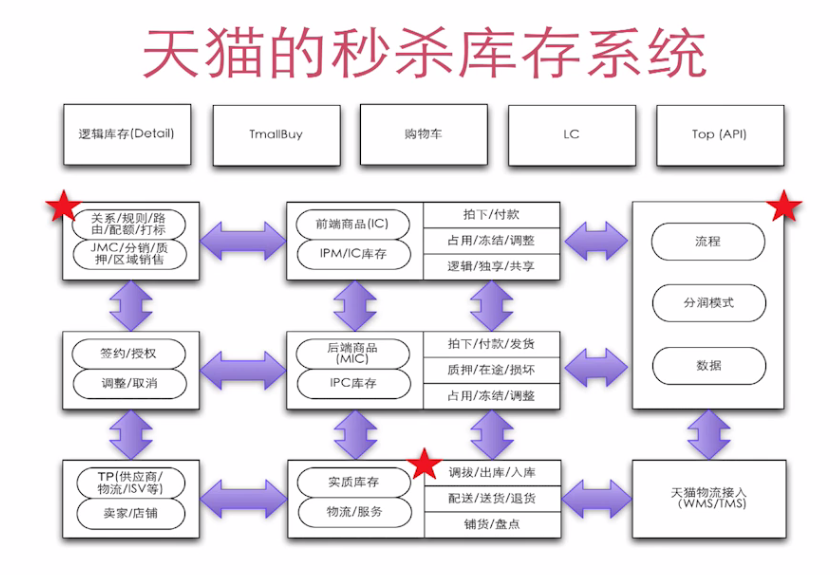 天猫的秒杀库存系统
逻辑库存(Detail)
TmallBuy
购物车
LC
Top (API)
关系/规则/路
由/配额/打标
JMC/分销/质
押/区域销售
前端商品(IC)
IPM/IC库存
拍下/付款
占用/冻结/调整
逻辑/独享/共享
流程
分润模式
数据
签约/授权
调整/取消
后端商品
(MIC)
IPC库存
拍下/付款/发货
质押/在途/损坏
占用/冻结/调整
TP(供应商/
物流/ISV等)
卖家/店铺
实质库存
物流/服务
调拔/出库/入库
配送/送货/退货
铺货/盘点
天猫物流接入
(WMS/TMS)